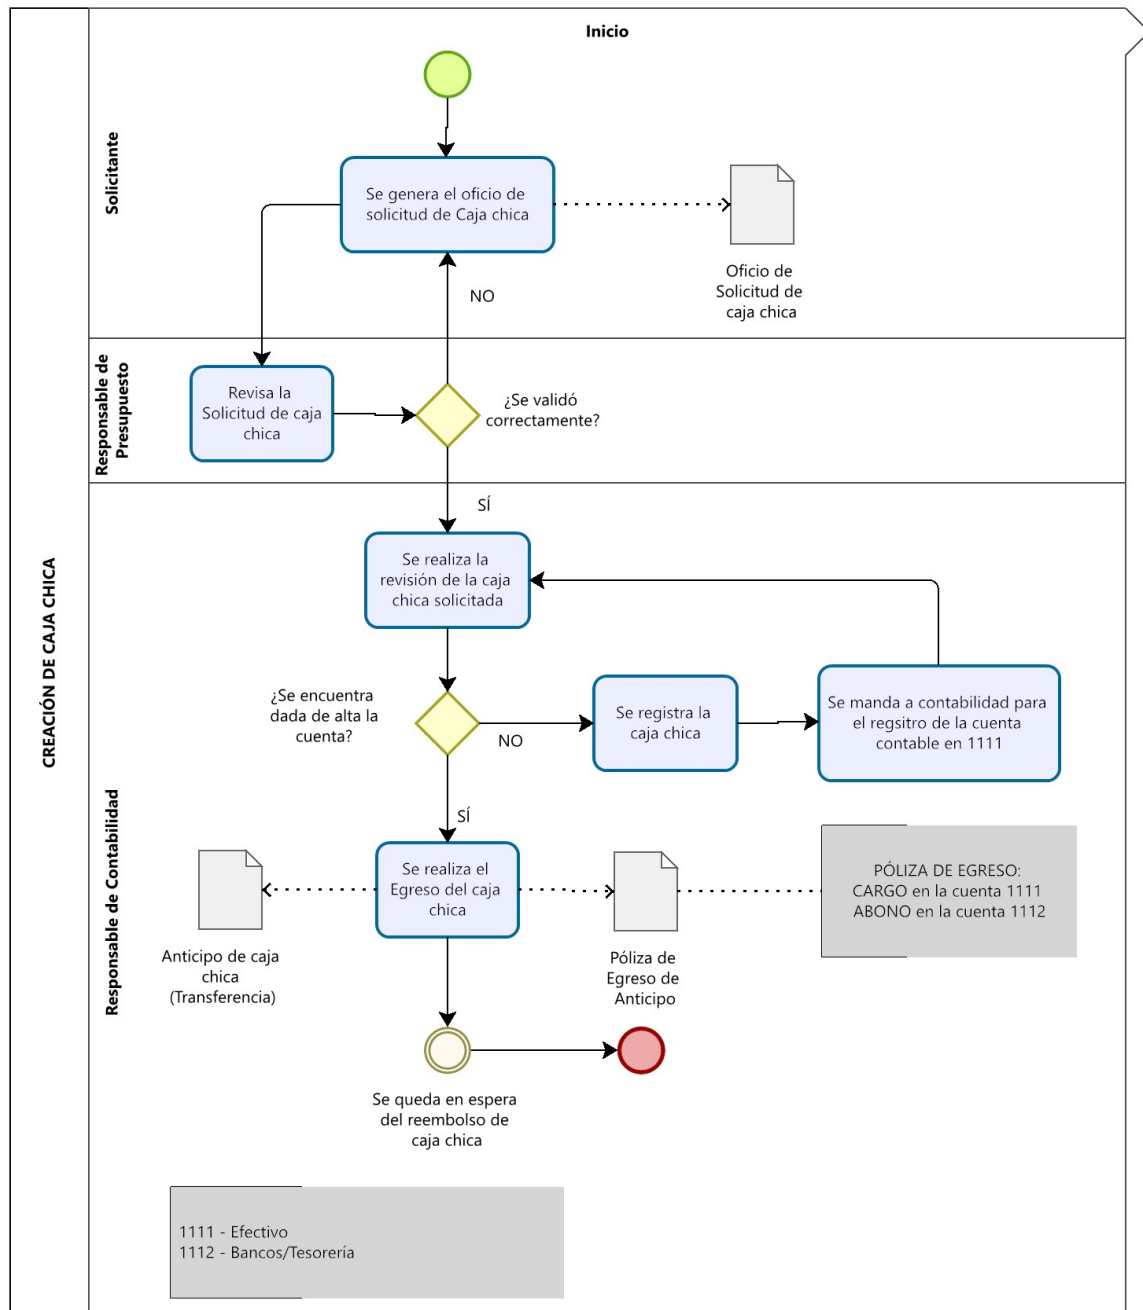 Inicio
CREACIÓN DE CAJA CHICA
Solicitante
Se genera el oficio de
solicitud de Caja chica
Oficio de
Solicitud de
caja chica
NO
Responsable de
Presupuesto
Revisa la
Solicitud de caja
chica
¿Se validó
correctamente?
SÍ
Responsable de Contabilidad
Se realiza la
revisión de la caja
chica solicitada
¿Se encuentra
dada de alta la
cuenta?
NO
Se registra la
caja chica
Se manda a contabilidad para
el regsitro de la cuenta
contable en 1111
SÍ
Se realiza el
Egreso del caja
chica
Anticipo de caja
chica
(Transferencia)
Póliza de
Egreso de
Anticipo
PÓLIZA DE EGRESO:
CARGO en la cuenta 1111
ABONO en la cuenta 1112
Se queda en espera
del reembolso de
caja chica
1111 - Efectivo
1112 - Bancos/Tesorería